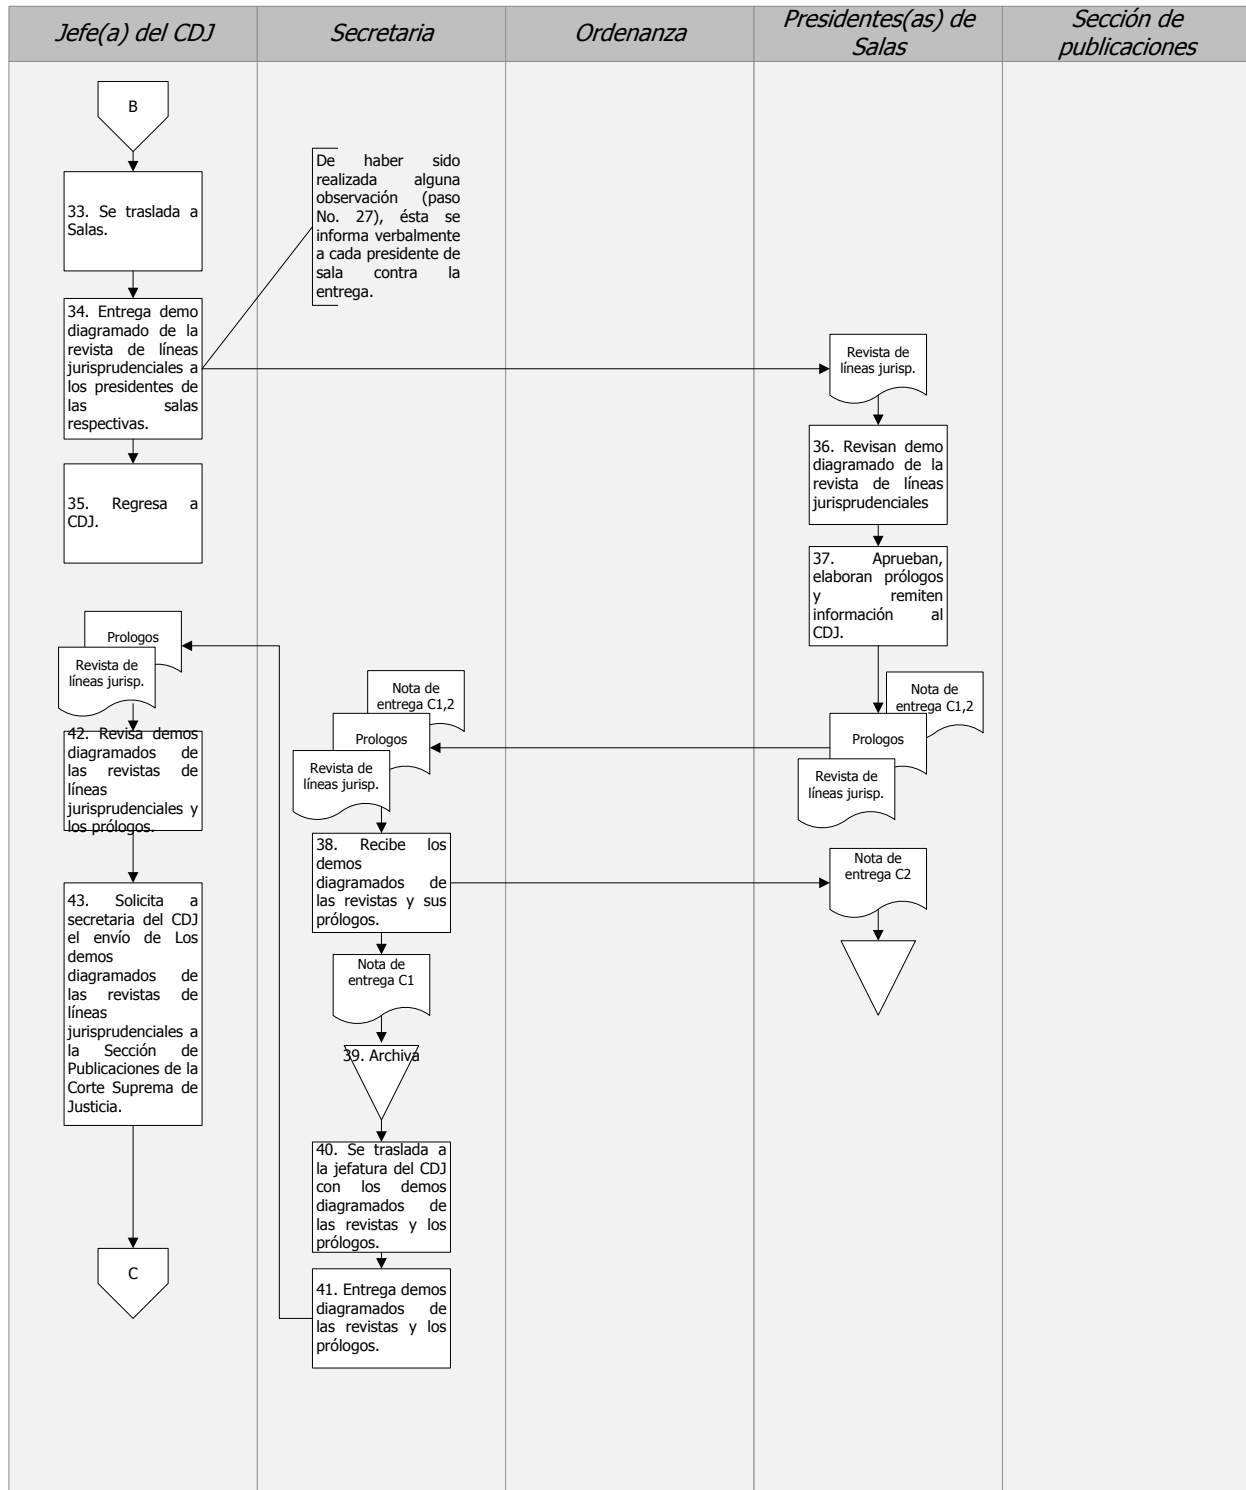 Jefe(a) del CDJ
Secretaria
Ordenanza
Presidentes(as) de
Salas
Sección de
publicaciones
B
33. Se traslada a
Salas.
De haber sido
realizada alguna
observación (paso
No. 27), ésta se
informa verbalmente
a cada presidente de
sala contra la
entrega.
34. Entrega demo
diagramado de la
revista de líneas
jurisprudenciales a
los presidentes de
las salas
respectivas.
Revista de
líneas jurisp.
35. Regresa a
CDJ.
36. Revisan demo
diagramado de la
revista de líneas
jurisprudenciales
37. Aprueban,
elaboran prólogos
y remiten
información al
CDJ.
Nota de
entrega C1,2
Prologos
Revista de
líneas jurisp.
Nota de
entrega C1,2
Prologos
Revista de
líneas jurisp.
38. Recibe los
demos
diagramados de
las revistas y sus
prólogos.
Nota de
entrega C2
Nota de
entrega C1
39. Archiva
40. Se traslada a
la jefatura del CDJ
con los demos
diagramados de
las revistas y los
prólogos.
41. Entrega demos
diagramados de
las revistas y los
prólogos.
Prologos
Revista de
líneas jurisp.
42. Revisa demos
diagramados de
las revistas de
líneas
jurisprudenciales y
los prólogos.
43. Solicita a
secretaria del CDJ
el envío de Los
demos
diagramados de
las revistas de
líneas
jurisprudenciales a
la Sección de
Publicaciones de la
Corte Suprema de
Justicia.
C